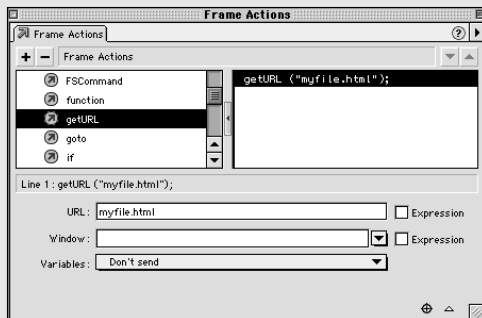 Frame Actions
Frame Actions
?
+ − Frame Actions
FSCommand
function
getURL
goto
if
getURL ("myfile.html");
Line 1 : getURL ("myfile.html");
URL : myfile.html Expression
Window : Expression
Variables : Don't send